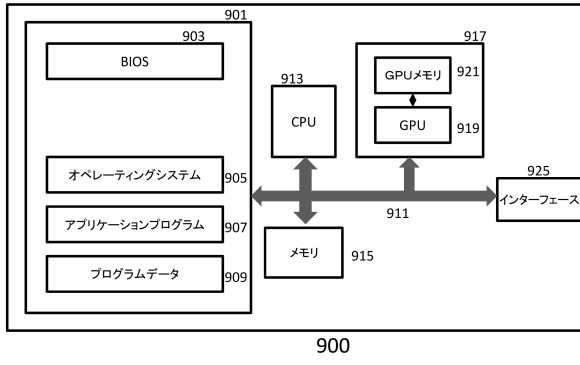 901
903
BIOS
オペレーティングシステム
905
アプリケーションプログラム
907
プログラムデータ
909
913
CPU
917
GPUメモリ
921
GPU
919
911
メモリ
915
925
インターフェース
900